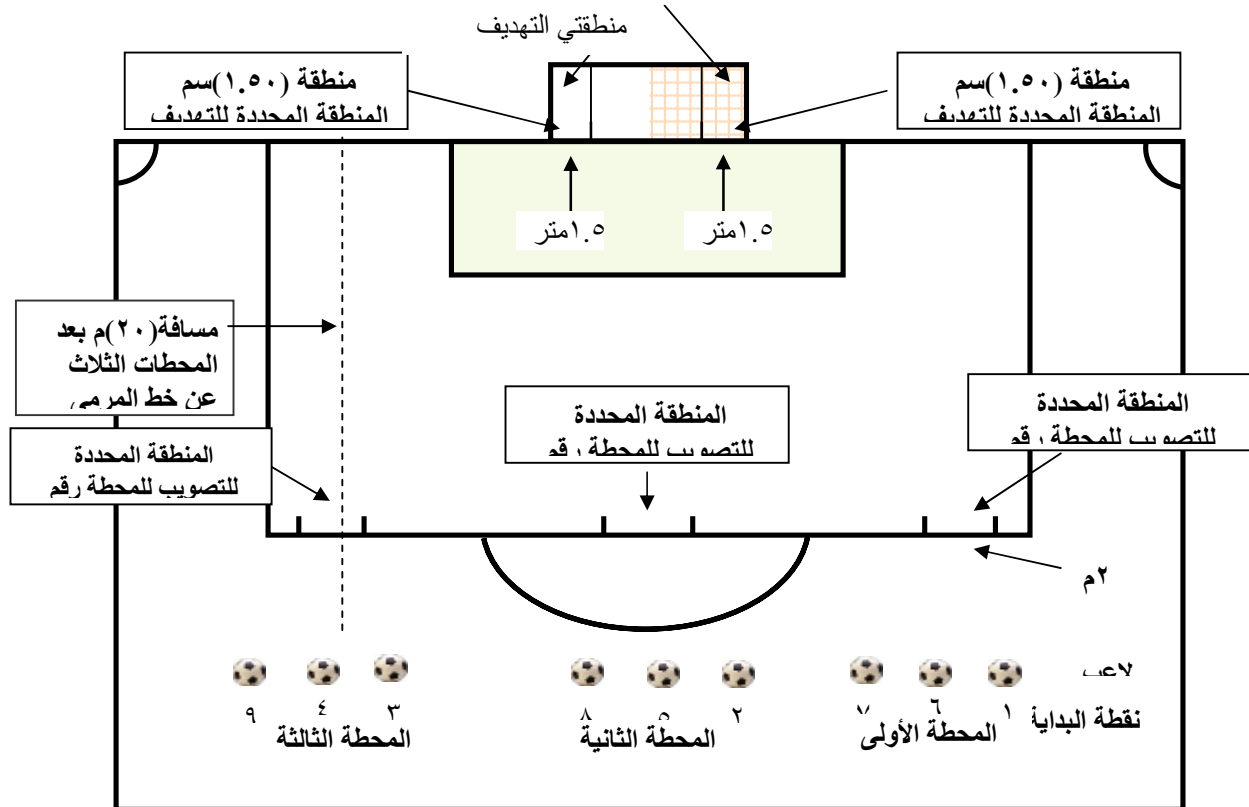 منطقتي التهديف
منطقة (١.٥٠)سم
المنطقة المحددة للتهديف
منطقة (١.٥٠)سم
المنطقة المحددة للتهديف
١.٥متر
١.٥متر
مسافة(٢٠)م بعد
المحطات الثلاث
عن خط المرمى
المنطقة المحددة
للتصويب للمحطة رقم
المنطقة المحددة
للتصويب للمحطة رقم
المنطقة المحددة
للتصويب للمحطة رقم
٢م
لاعب
١
٦
٧
٢
٥
٨
٣
٤
٩
نقطة البداية
المحطة الأولى
المحطة الثانية
المحطة الثالثة